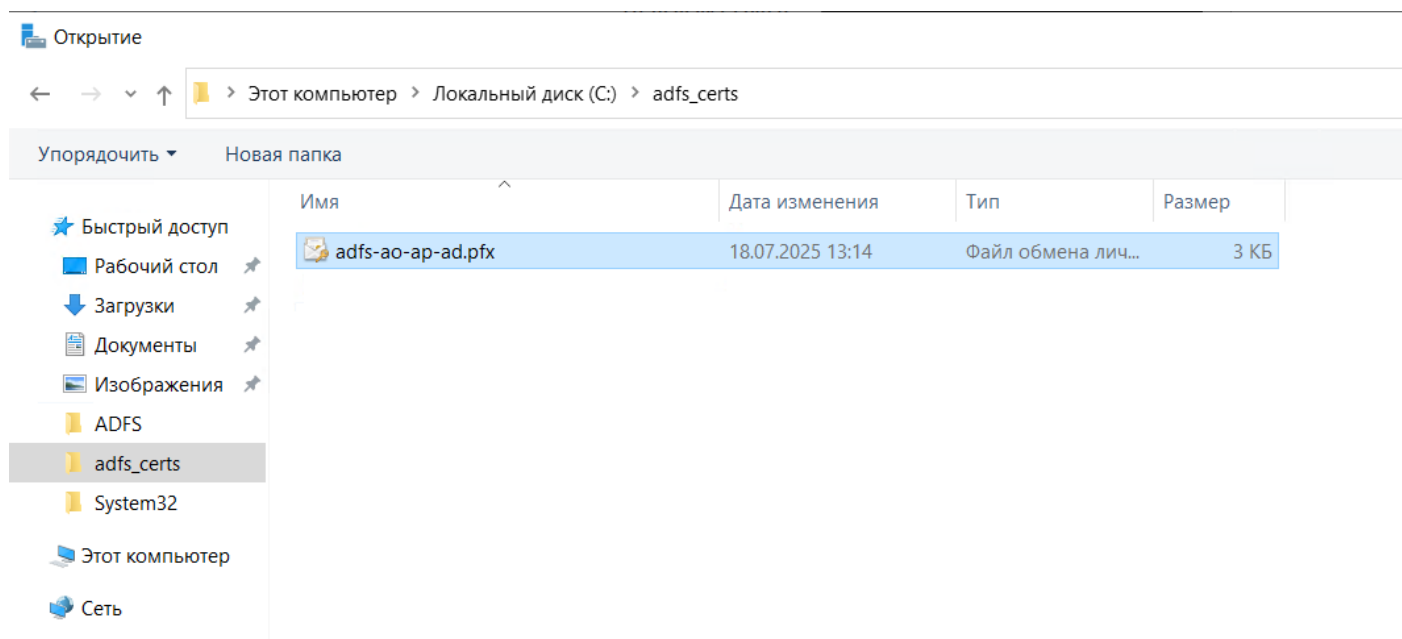 Открытие
Этот компьютер > Локальный диск (C:) > adfs_certs
Упорядочить Новая папка
Имя Дата изменения Тип Размер
adfs-ao-ap-ad.pfx 18.07.2025 13:14 Файл обмена лич... 3 КБ
Быстрый доступ
Рабочий стол
Загрузки
Документы
Изображения
ADFS
adfs_certs
System32
Этот компьютер
Сеть